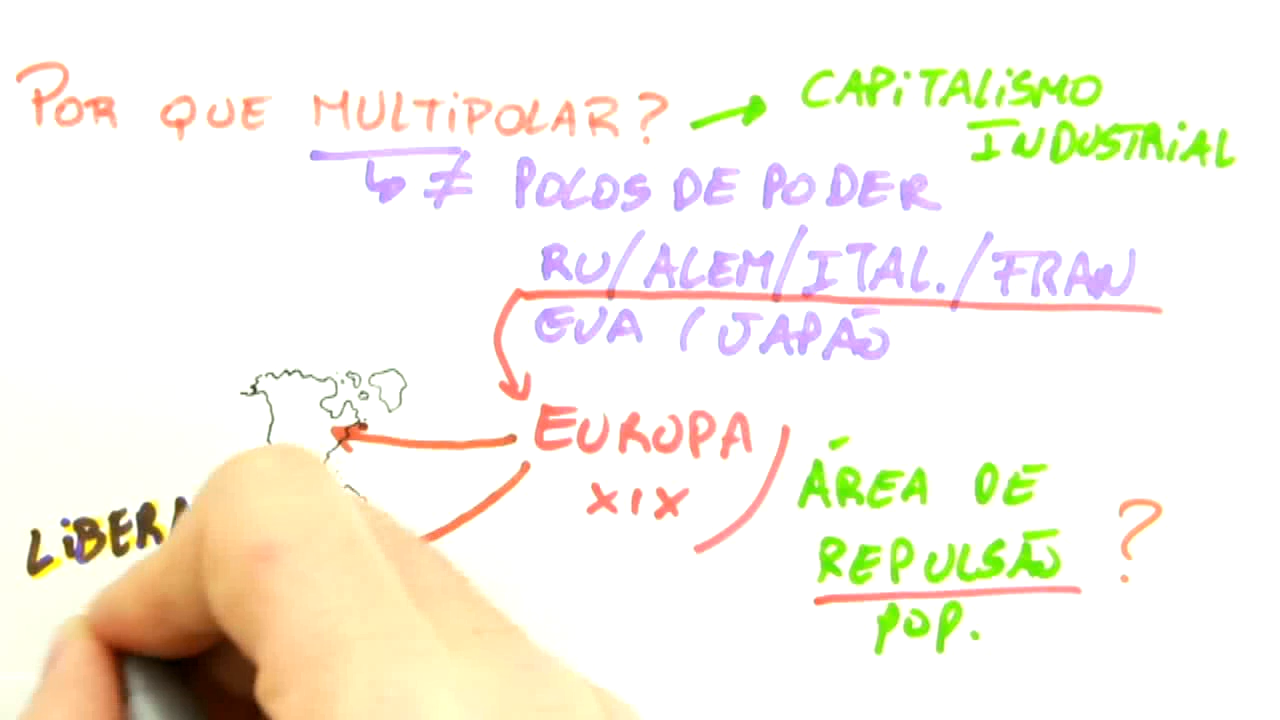 POR QUE MULTIPOLAR? → CAPITALISMO
INDUSTRIAL
↳ ≠ POLOS DE PODER
RU/ALEM/ITAL./FRAN
EUA / JAPÃO
EUROPA
XIX
ÁREA DE
REPULSÃO ?
POP.